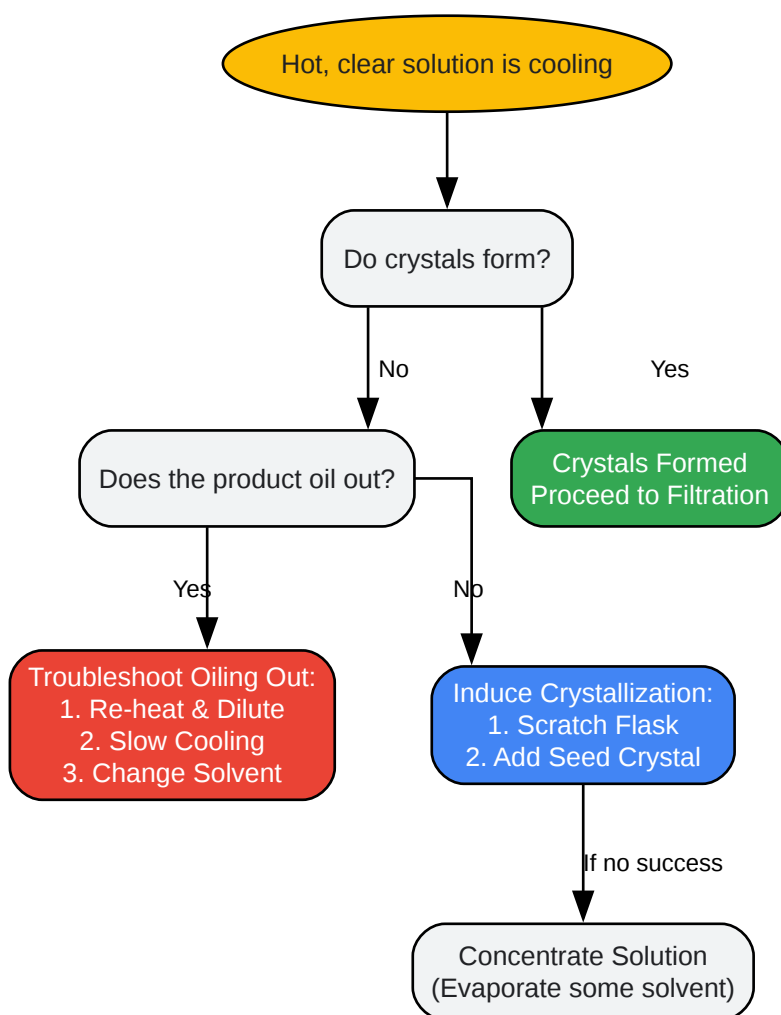 Hot, clear solution is cooling
Do crystals form?
No
Yes
Does the product oil out?
Crystals Formed
Proceed to Filtration
Yes
No
Troubleshoot Oiling Out:
1. Re-heat & Dilute
2. Slow Cooling
3. Change Solvent
Induce Crystallization:
1. Scratch Flask
2. Add Seed Crystal
If no success
Concentrate Solution
(Evaporate some solvent)